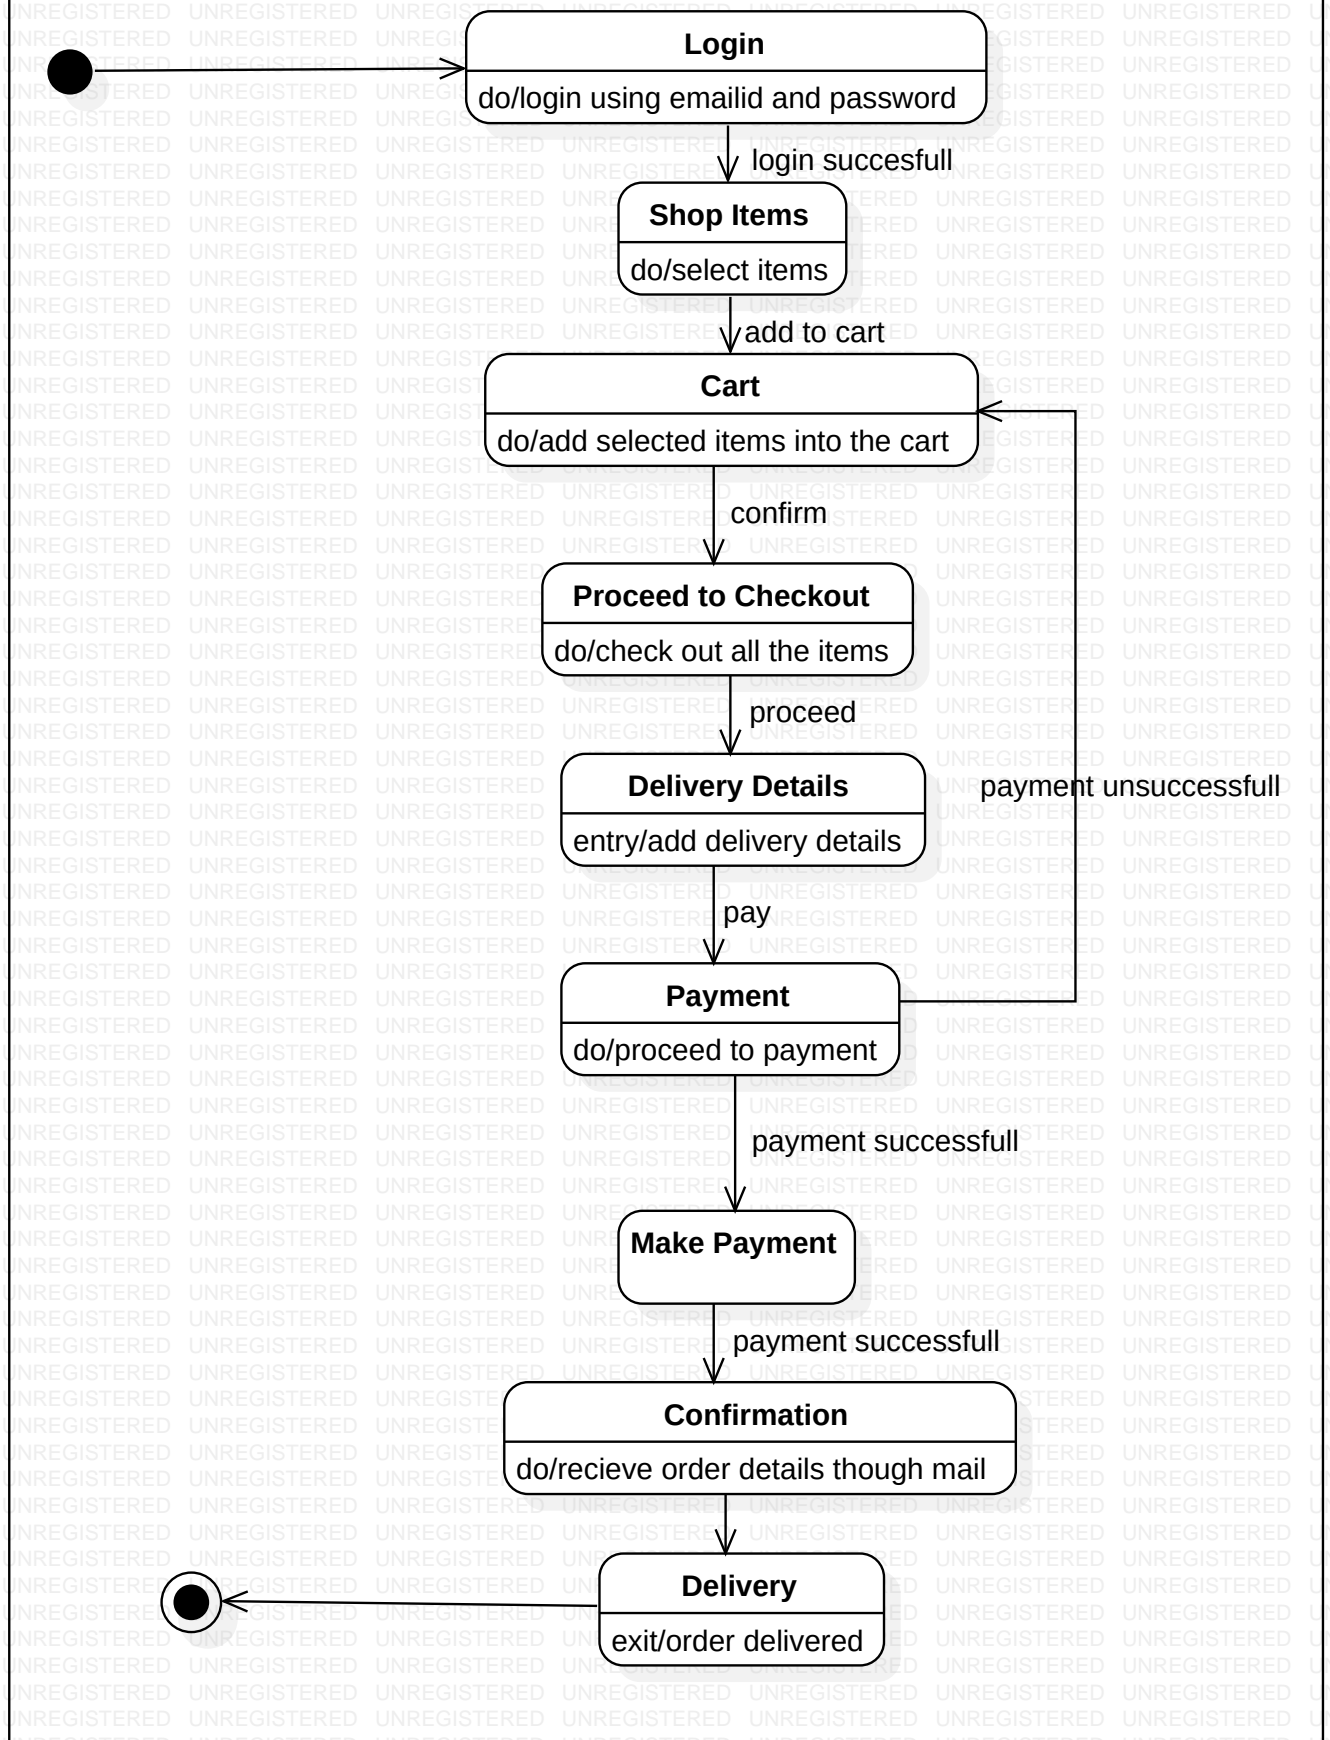 Login
do/login using emailid and password
login succesfull
Shop Items
do/select items
add to cart
Cart
do/add selected items into the cart
confirm
Proceed to Checkout
do/check out all the items
proceed
Delivery Details
payment unsuccessfull
entry/add delivery details
pay
Payment
do/proceed to payment
payment successfull
Make Payment
payment successfull
Confirmation
do/recieve order details though mail
Delivery
exit/order delivered